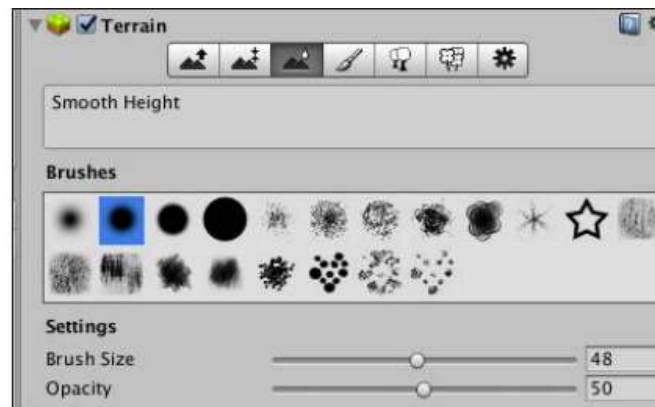 Terrain
Smooth Height
Brushes
Settings
Brush Size 48
Opacity 50